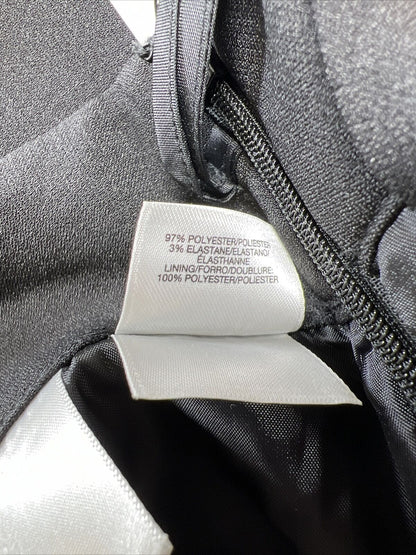 97% POLYESTER/POLIESTER
3% ELASTANE/ELASTANO/
ÉLASTHANNE
LINING/FORRO/DOUBLURE:
100% POLYESTER/POLIESTER